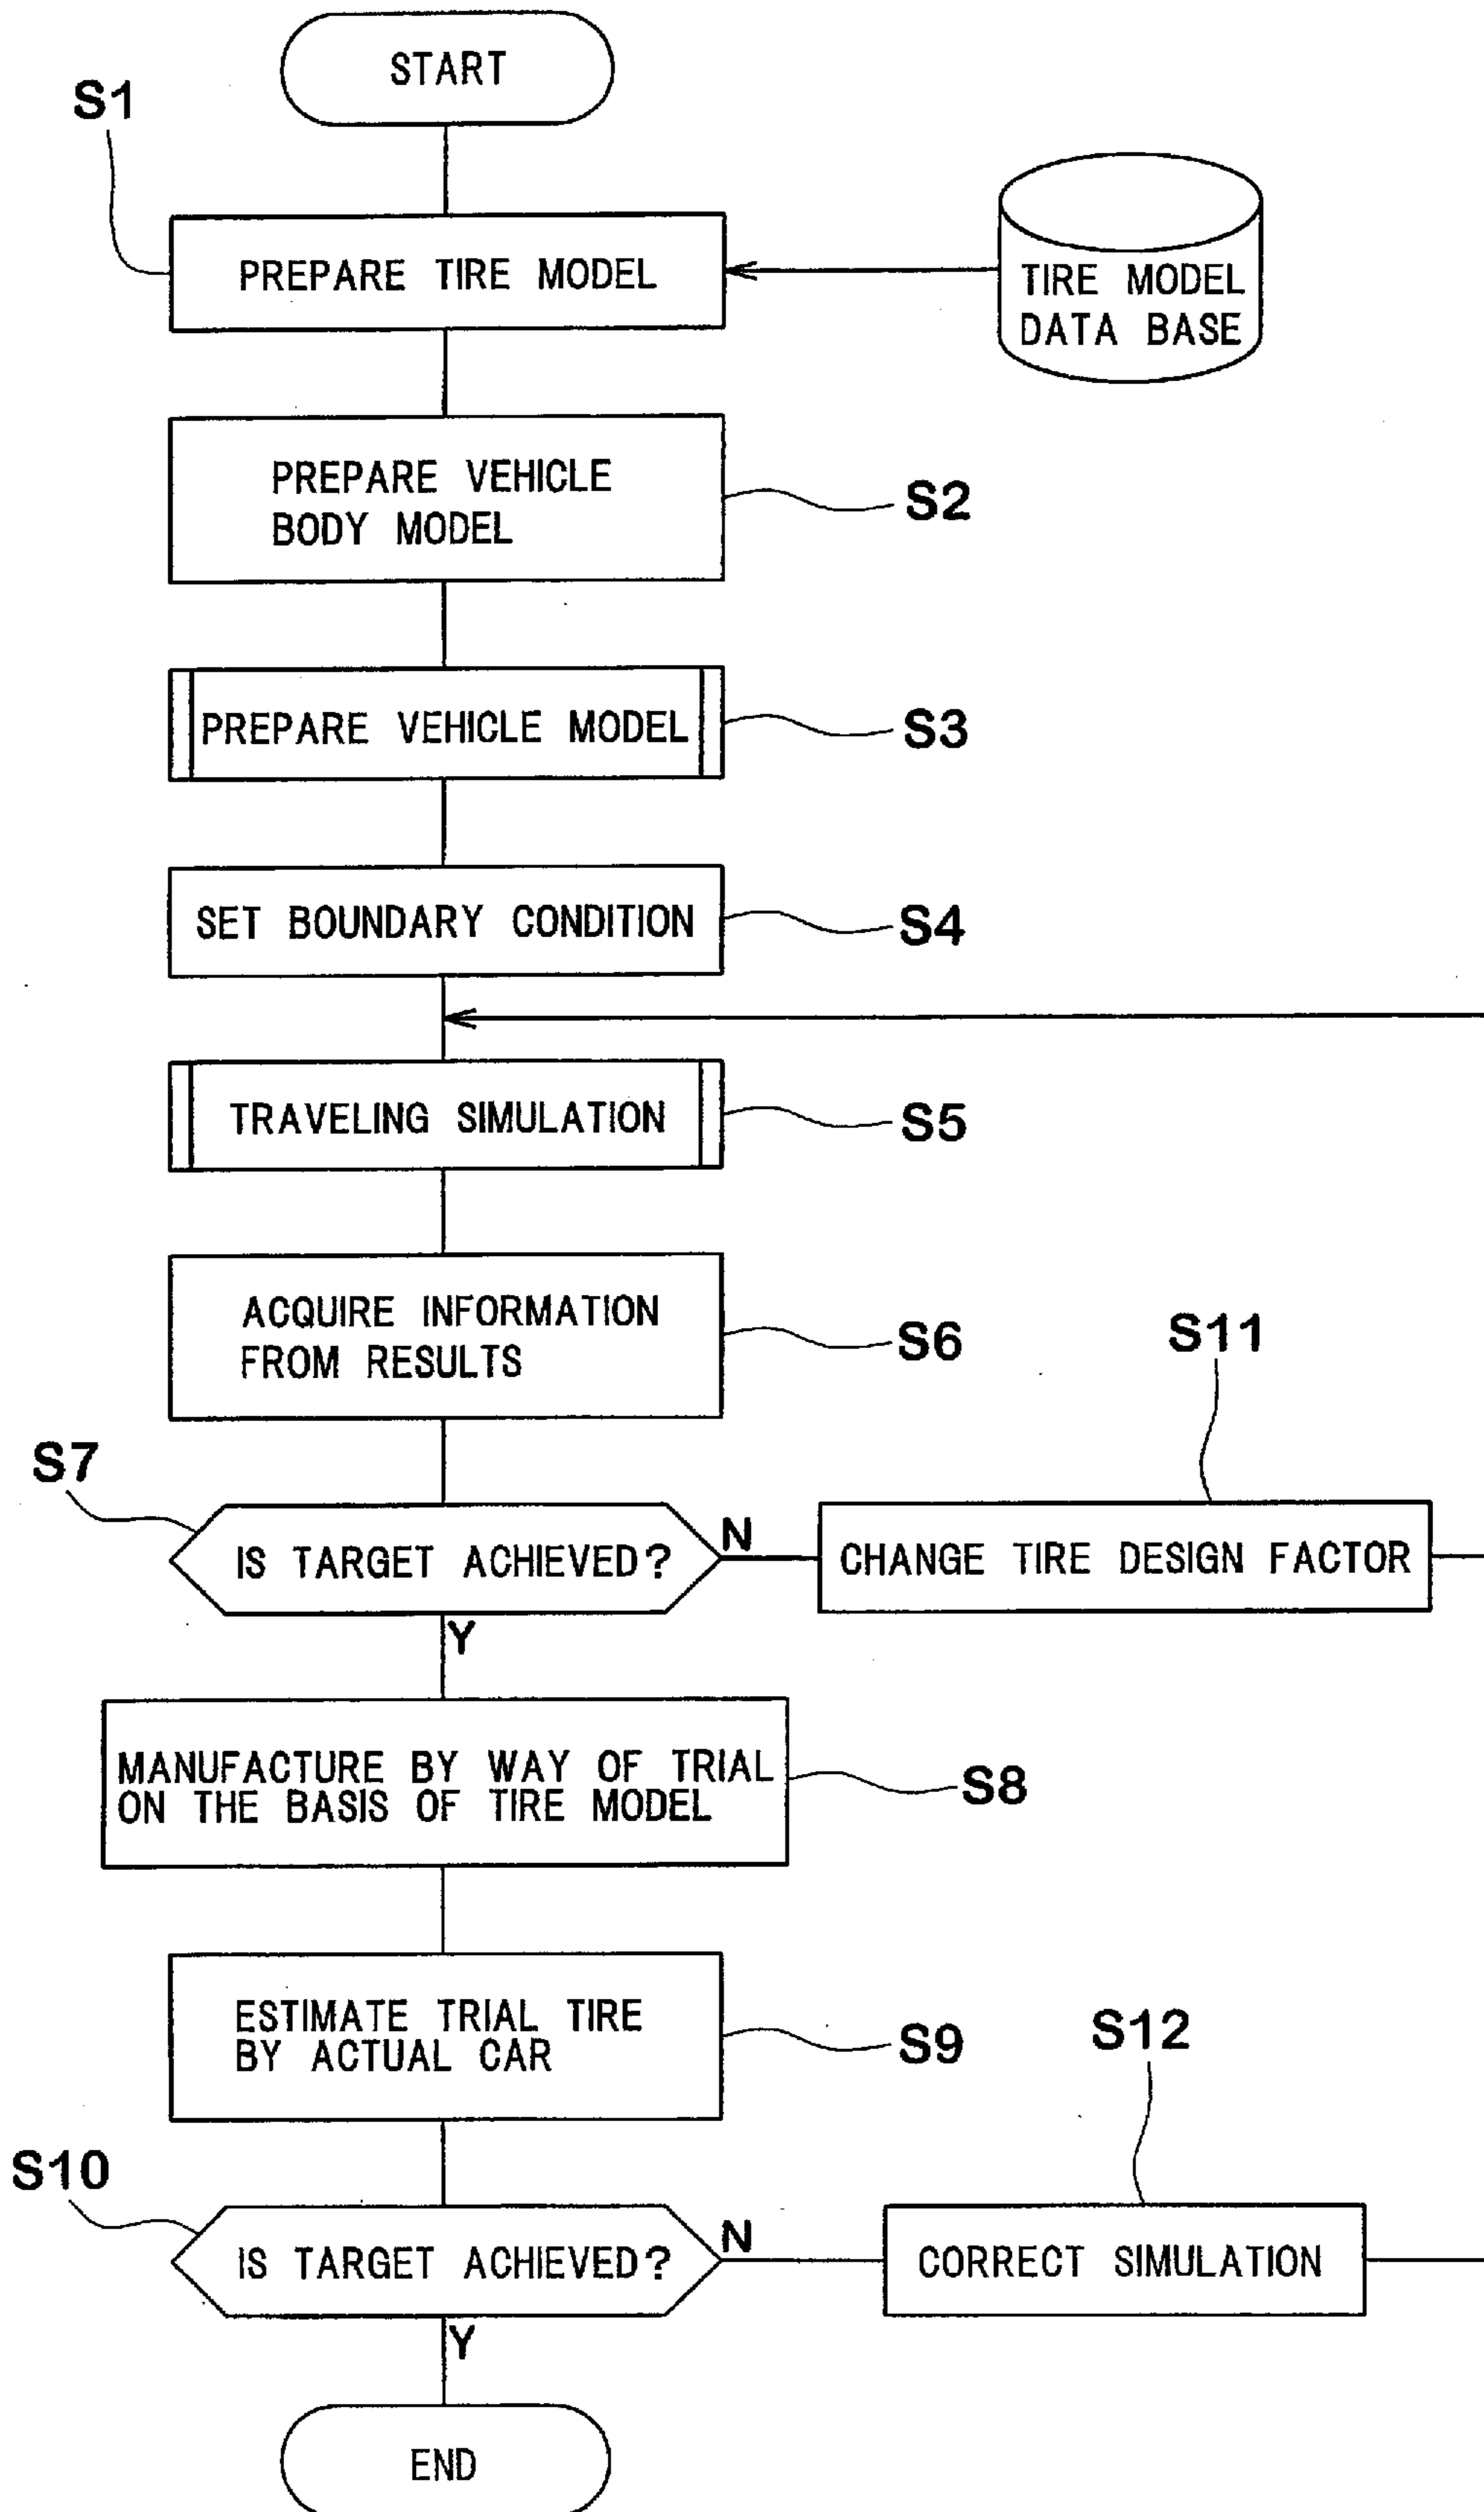 START
S1
PREPARE TIRE MODEL
TIRE MODEL
DATA BASE
PREPARE VEHICLE
BODY MODEL
S2
PREPARE VEHICLE MODEL
S3
SET BOUNDARY CONDITION
S4
TRAVELING SIMULATION
S5
ACQUIRE INFORMATION
FROM RESULTS
S6
S11
S7
IS TARGET ACHIEVED?
N
CHANGE TIRE DESIGN FACTOR
Y
MANUFACTURE BY WAY OF TRIAL
ON THE BASIS OF TIRE MODEL
S8
ESTIMATE TRIAL TIRE
BY ACTUAL CAR
S9
S12
S10
IS TARGET ACHIEVED?
N
CORRECT SIMULATION
Y
END